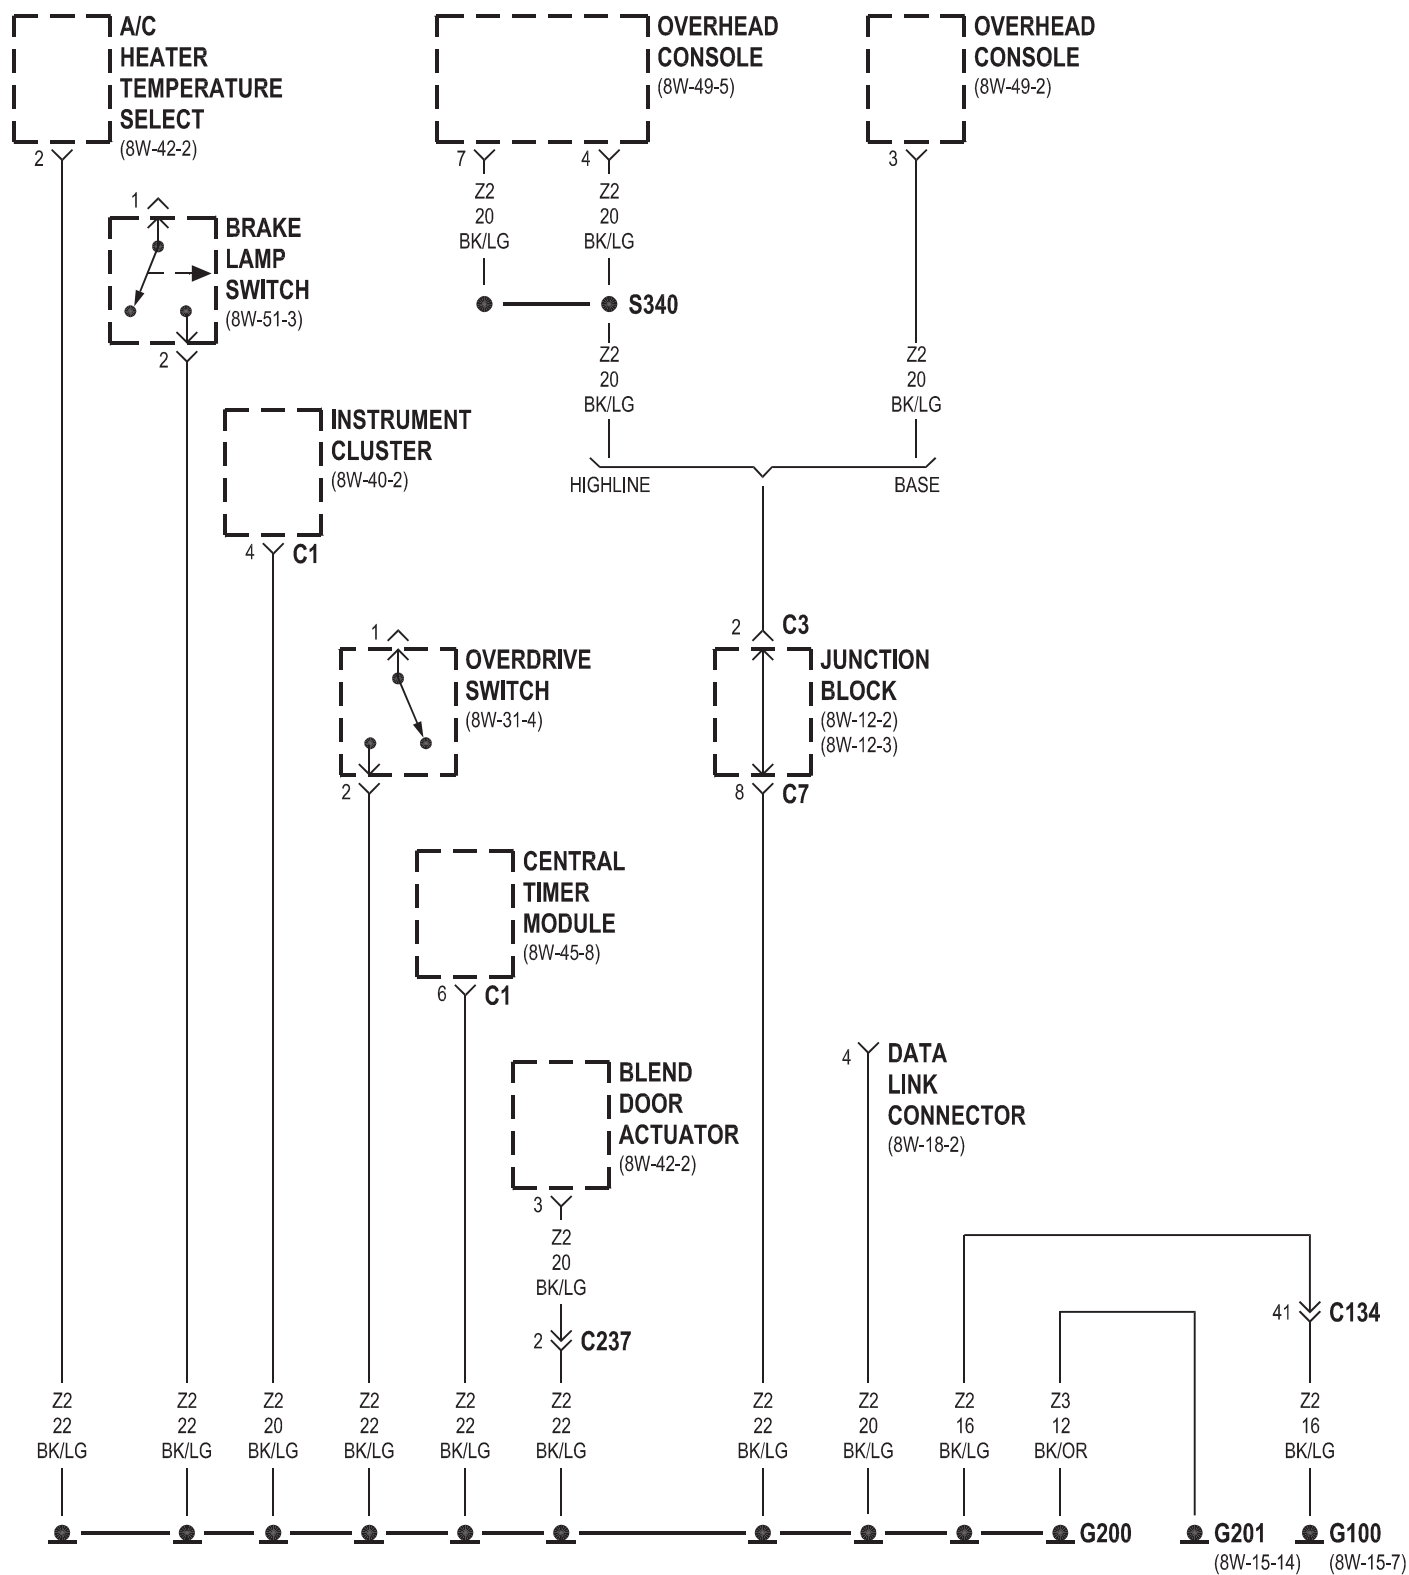 A/C
HEATER
TEMPERATURE
SELECT
(8W-42-2)
2
OVERHEAD
CONSOLE
(8W-49-5)
7
4
Z2
20
BK/LG
Z2
20
BK/LG
S340
Z2
20
BK/LG
HIGHLINE
OVERHEAD
CONSOLE
(8W-49-2)
3
Z2
20
BK/LG
BASE
1
BRAKE
LAMP
SWITCH
(8W-51-3)
2
INSTRUMENT
CLUSTER
(8W-40-2)
4
C1
1
OVERDRIVE
SWITCH
(8W-31-4)
2
2
C3
JUNCTION
BLOCK
(8W-12-2)
(8W-12-3)
8
C7
CENTRAL
TIMER
MODULE
(8W-45-8)
6
C1
4
DATA
LINK
CONNECTOR
(8W-18-2)
BLEND
DOOR
ACTUATOR
(8W-42-2)
3
Z2
20
BK/LG
2
C237
41
C134
Z2
22
BK/LG
Z2
22
BK/LG
Z2
20
BK/LG
Z2
22
BK/LG
Z2
22
BK/LG
Z2
22
BK/LG
Z2
22
BK/LG
Z2
20
BK/LG
Z2
16
BK/LG
Z3
12
BK/OR
Z2
16
BK/LG
G200
G201
(8W-15-14)
G100
(8W-15-7)